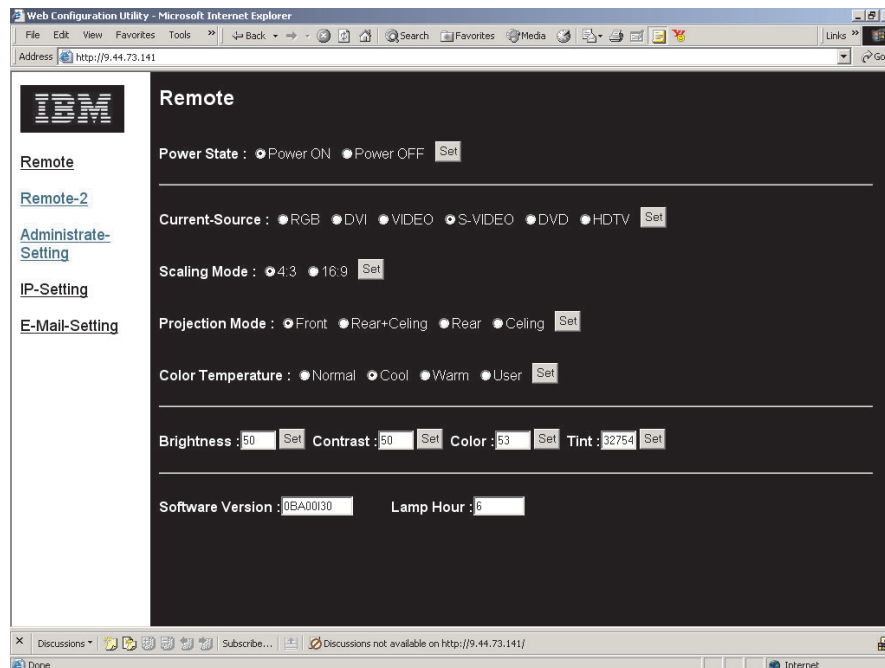 Web Configuration Utility - Microsoft Internet Explorer
File Edit View Favorites Tools » Back Search Favorites Media Links »
Address http://9.44.73.141 Go
IBM
Remote
Remote-2
Administrate-
Setting
IP-Setting
E-Mail-Setting
Remote
Power State : Power ON Power OFF Set
Current-Source : RGB DVI VIDEO S-VIDEO DVD HDTV Set
Scaling Mode : 4:3 16:9 Set
Projection Mode : Front Rear+Celing Rear Celing Set
Color Temperature : Normal Cool Warm User Set
Brightness : 50 Set Contrast : 50 Set Color : 53 Set Tint : 32754 Set
Software Version : 0BA00I30 Lamp Hour : 6
Discussions Subscribe... Discussions not available on http://9.44.73.141/
Done Internet